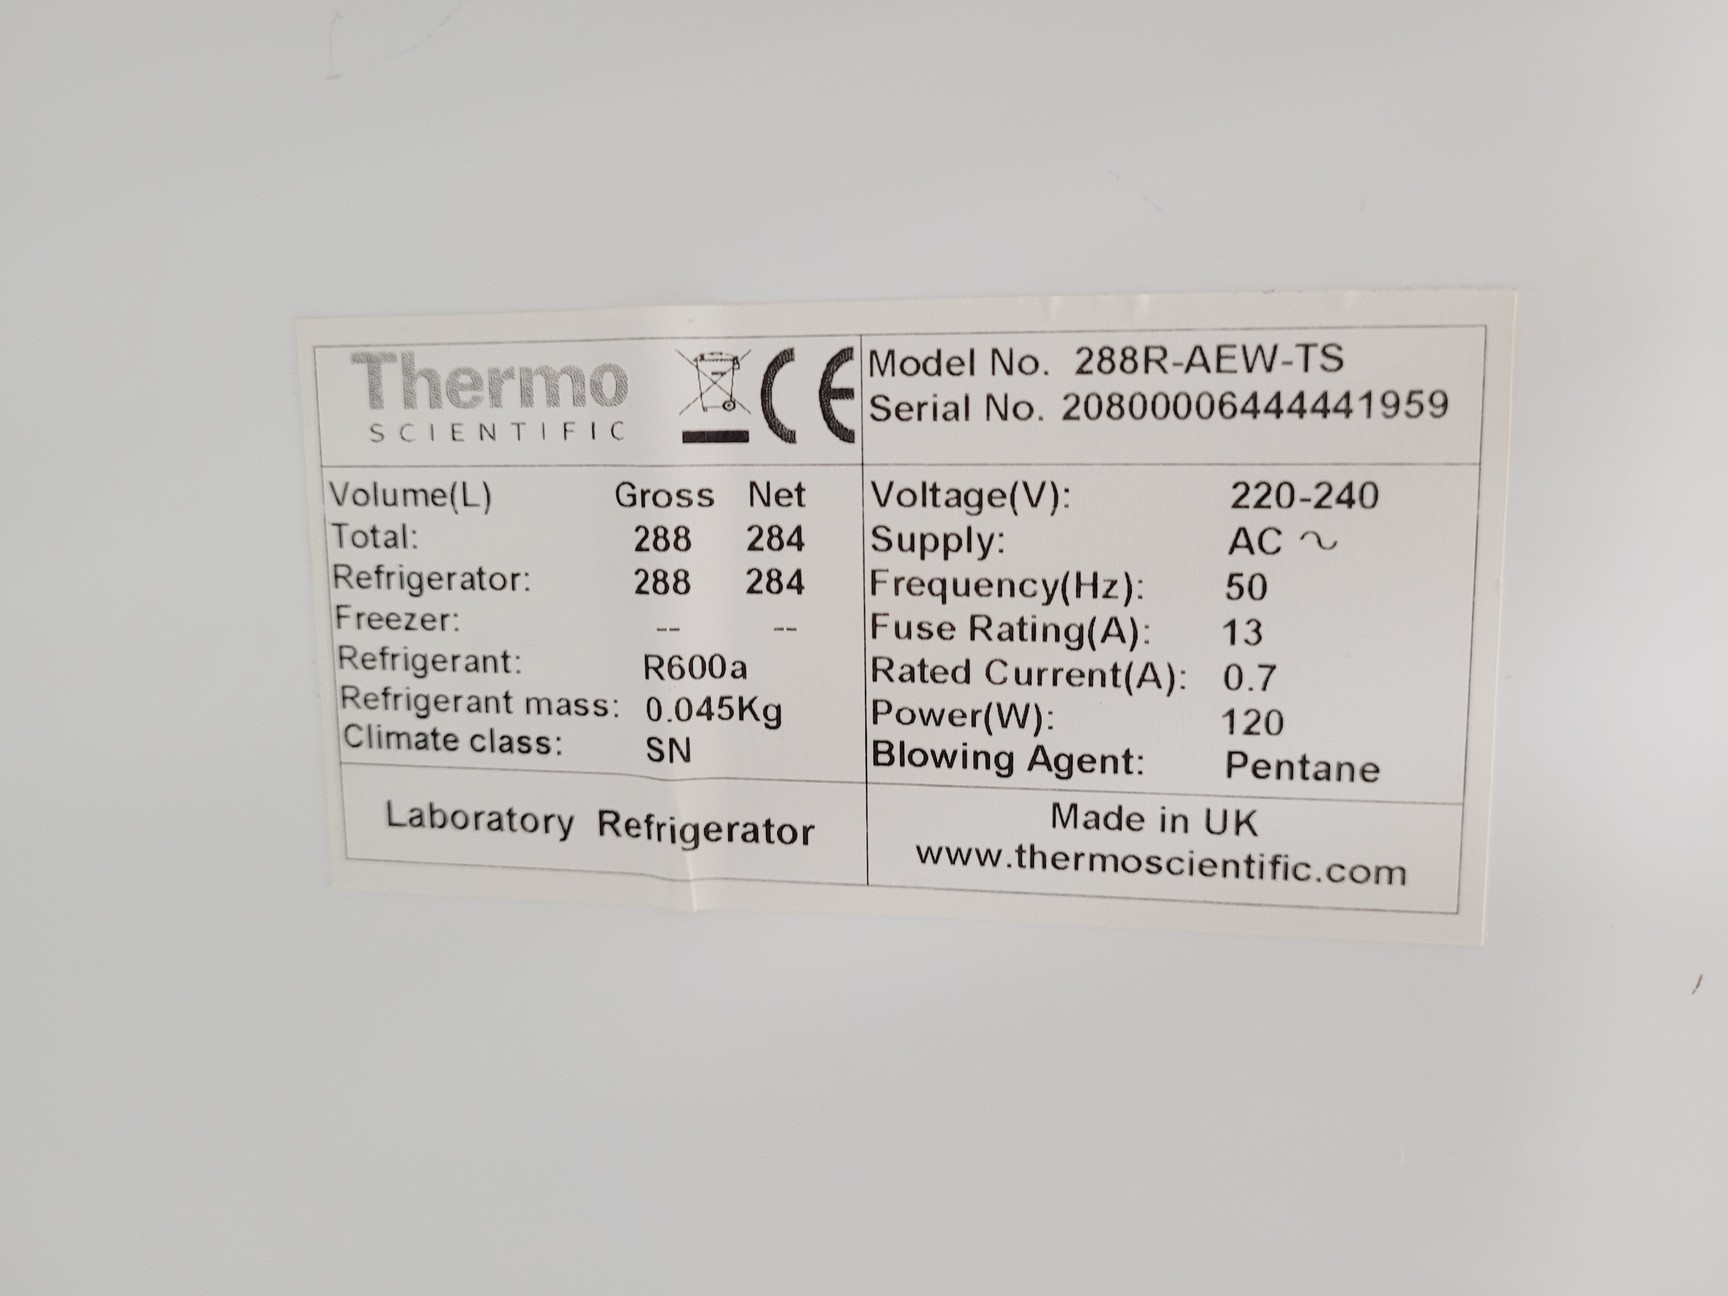 Thermo
SCIENTIFIC
CE
Model No. 288R-AEW-TS
Serial No. 20800006444441959
Volume(L) Gross Net
Total: 288 284
Refrigerator: 288 284
Freezer: -- --
Refrigerant: R600a
Refrigerant mass: 0.045Kg
Climate class: SN
Voltage(V): 220-240
Supply: AC ~
Frequency(Hz): 50
Fuse Rating(A): 13
Rated Current(A): 0.7
Power(W): 120
Blowing Agent: Pentane
Laboratory Refrigerator
Made in UK
www.thermoscientific.com